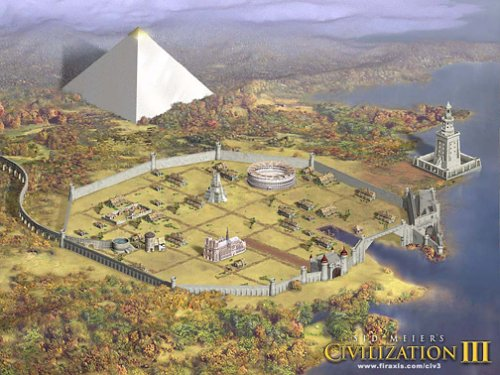 SID MEIER'S
CIVILIZATION III
www.firaxis.com/civ3